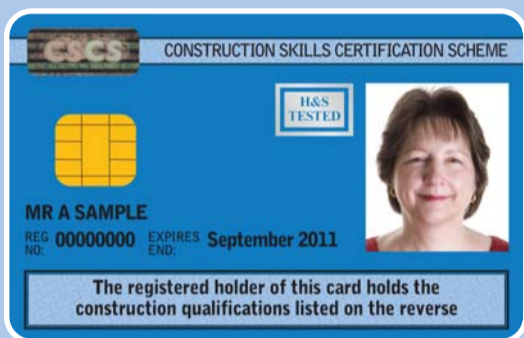 CSCS
CONSTRUCTION SKILLS CERTIFICATION SCHEME
H&S
TESTED
MR A SAMPLE
REG NO: 00000000 EXPIRES END: September 2011
The registered holder of this card holds the
construction qualifications listed on the reverse